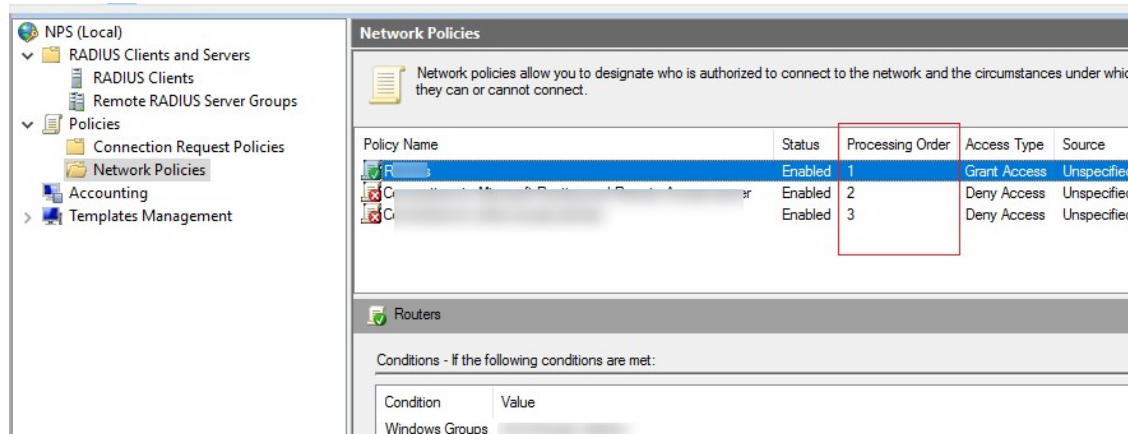 NPS (Local)
RADIUS Clients and Servers
RADIUS Clients
Remote RADIUS Server Groups
Policies
Connection Request Policies
Network Policies
Accounting
Templates Management
Network Policies
Network policies allow you to designate who is authorized to connect to the network and the circumstances under whic
they can or cannot connect.
Policy Name Status Processing Order Access Type Source
Enabled 1 Grant Access Unspecified
Enabled 2 Deny Access Unspecified
Enabled 3 Deny Access Unspecified
Routers
Conditions - If the following conditions are met:
Condition Value
Windows Groups